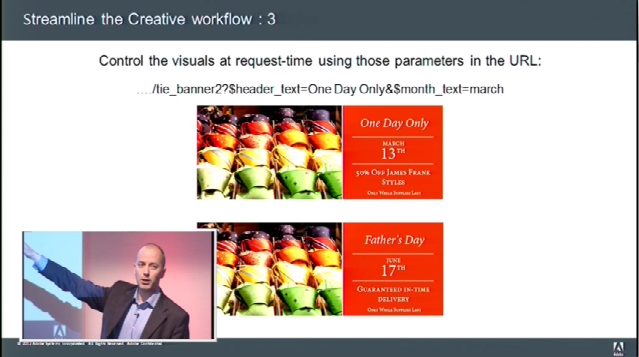 Streamline the Creative workflow : 3
Control the visuals at request-time using those parameters in the URL:
…./tie_banner2?$header_text=One Day Only&$month_text=march
One Day Only
MARCH
13TH
50% OFF JAMES FRANK
STYLES
ONLY WHILE SUPPLIES LAST
Father's Day
JUNE
17TH
GUARANTEED IN-TIME
DELIVERY
ONLY WHILE SUPPLIES LAST
© 2012 Adobe Systems Incorporated. All Rights Reserved. Adobe Confidential.
Adobe